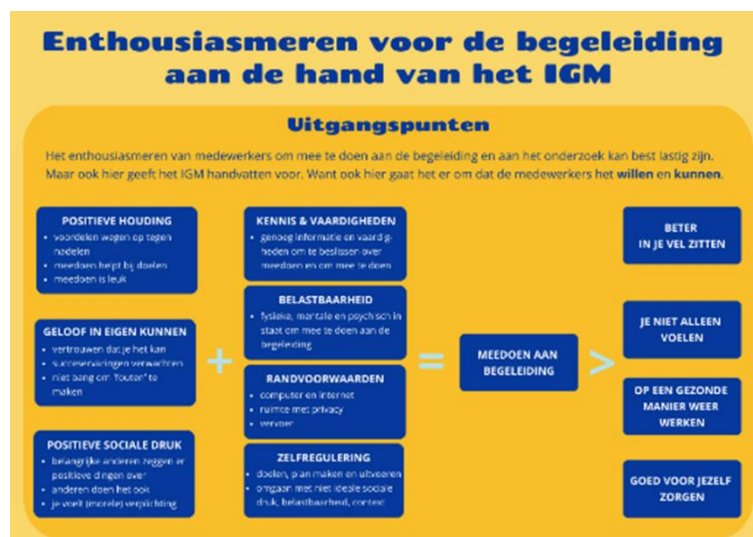 Enthousiasmeren voor de begeleiding
aan de hand van het IGM
Uitgangspunten
Het enthousiasmeren van medewerkers om mee te doen aan de begeleiding en aan het onderzoek kan best lastig zijn.
Maar ook hier geeft het IGM handvatten voor. Want ook hier gaat het er om dat de medewerkers het willen en kunnen.
POSITIEVE HOUDING
• voordelen wegen op tegen
nadelen
• meedoen helpt bij doelen
• meedoen is leuk
GELOOF IN EIGEN KUNNEN
• vertrouwen dat je het kan
• succeservaringen verwachten
• niet bang om 'fouten' te
maken
POSITIEVE SOCIALE DRUK
• belangrijke anderen zeggen er
positieve dingen over
• anderen doen het ook
• je voelt (morele) verplichting
+
KENNIS & VAARDIGHEDEN
• genoeg informatie en vaardig-
heden om te beslissen over
meedoen en om mee te doen
BELASTBAARHEID
• fysieke, mentale en psychisch in
staat om mee te doen aan de
begeleiding
RANDVOORWAARDEN
• computer en internet
• ruimte met privacy
• vervoer
ZELFREGULERING
• doelen, plan maken en uitvoeren
• omgaan met niet ideale sociale
druk, belastbaarheid, context
=
MEEDOEN AAN
BEGELEIDING
>
BETER
IN JE VEL ZITTEN
JE NIET ALLEEN
VOELEN
OP EEN GEZONDE
MANIER WEER
WERKEN
GOED VOOR JEZELF
ZORGEN